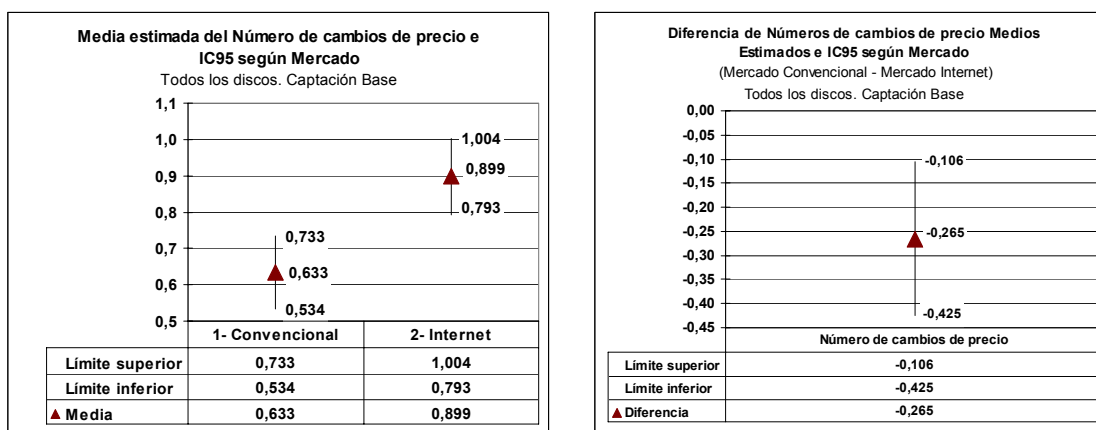 Media estimada del Número de cambios de precio e
IC95 según Mercado
Todos los discos. Captación Base
1,1
1,0
0,9
0,8
0,7
0,6
0,5
1,004
0,899
0,793
0,733
0,633
0,534
1- Convencional 2- Internet
Límite superior 0,733 1,004
Límite inferior 0,534 0,793
Media 0,633 0,899
Diferencia de Números de cambios de precio Medios
Estimados e IC95 según Mercado
(Mercado Convencional - Mercado Internet)
Todos los discos. Captación Base
0,00
-0,05
-0,10
-0,15
-0,20
-0,25
-0,30
-0,35
-0,40
-0,45
-0,106
-0,265
-0,425
Número de cambios de precio
Límite superior -0,106
Límite inferior -0,425
Diferencia -0,265